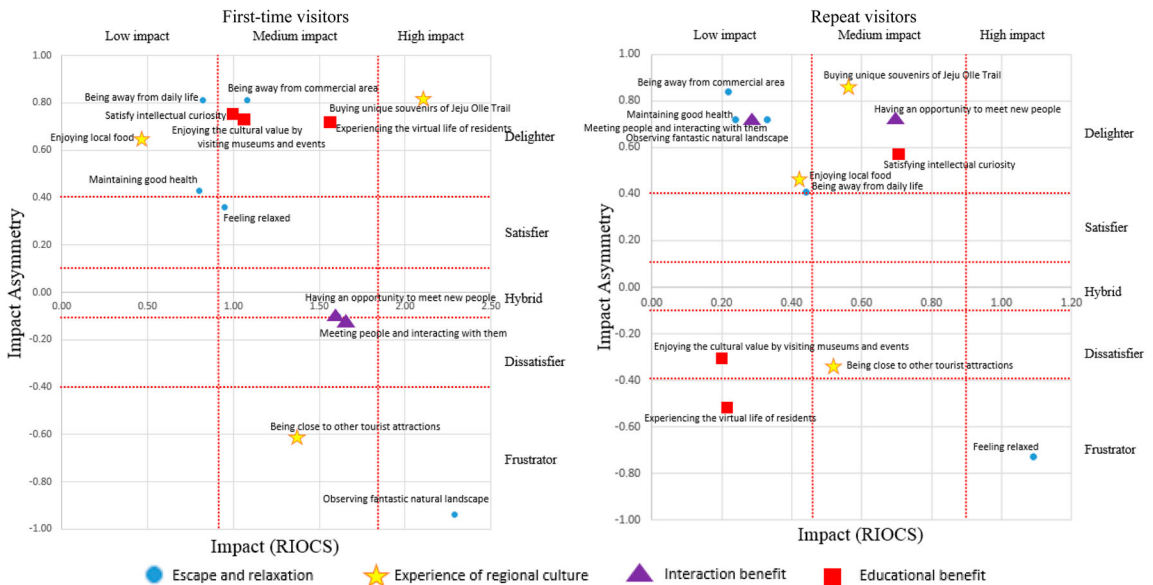 First-time visitors
Low impact
Medium impact
High impact
1.00
0.80
0.60
0.40
0.20
0.00
-0.20
-0.40
-0.60
-0.80
-1.00
Impact Asymmetry
Being away from daily life
Being away from commercial area
Satisfy intellectual curiosity
Buying unique souvenirs of Jeju Olle Trail
Enjoying local food
Enjoying the cultural value by
visiting museums and events
Experiencing the virtual life of residents
Maintaining good health
Feeling relaxed
Having an opportunity to meet new people
Meeting people and interacting with them
Being close to other tourist attractions
Observing fantastic natural landscape
0.00
0.50
1.00
1.50
2.00
2.50
Delighter
Satisfier
Hybrid
Dissatisfier
Frustrator
Impact (RIOCS)
Repeat visitors
Low impact
Medium impact
High impact
1.00
0.80
0.60
0.40
0.20
0.00
-0.20
-0.40
-0.60
-0.80
-1.00
Impact Asymmetry
Being away from commercial area
Buying unique souvenirs of Jeju Olle Trail
Maintaining good health
Having an opportunity to meet new people
Meeting people and interacting with them
Observing fantastic natural landscape
Satisfying intellectual curiosity
Enjoying local food
Being away from daily life
Enjoying the cultural value by visiting museums and events
Being close to other tourist attractions
Experiencing the virtual life of residents
Feeling relaxed
0.00
0.20
0.40
0.60
0.80
1.00
1.20
Delighter
Satisfier
Hybrid
Dissatisfier
Frustrator
Impact (RIOCS)
Escape and relaxation
Experience of regional culture
Interaction benefit
Educational benefit